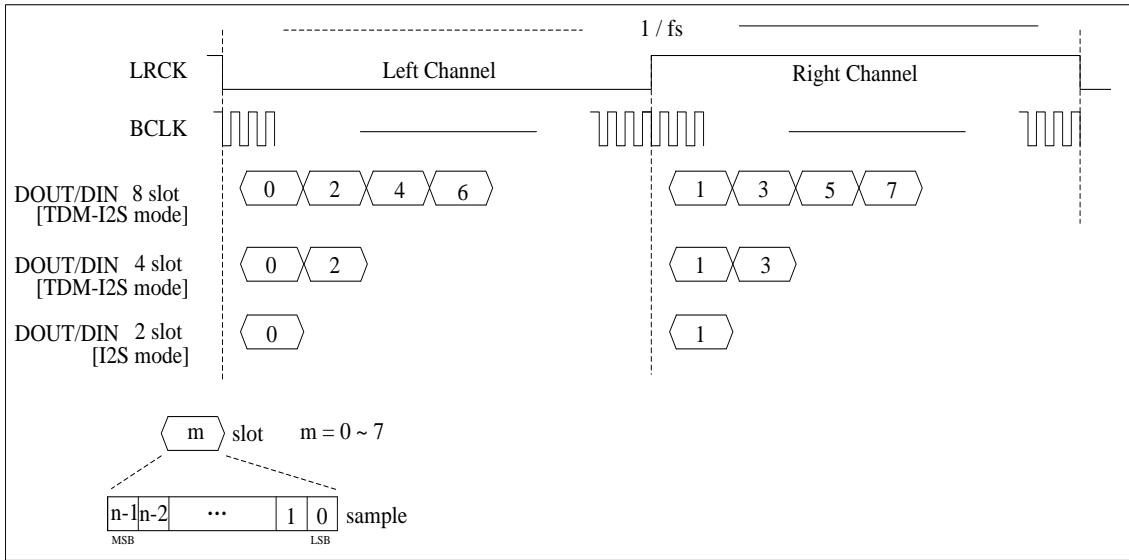 1 / fs
LRCK Left Channel Right Channel
BCLK
DOUT/DIN 8 slot 0 2 4 6 1 3 5 7
[TDM-I2S mode]
DOUT/DIN 4 slot 0 2 1 3
[TDM-I2S mode]
DOUT/DIN 2 slot 0 1
[I2S mode]
m slot m = 0 ~ 7
n-1 n-2 ... 1 0 sample
MSB LSB